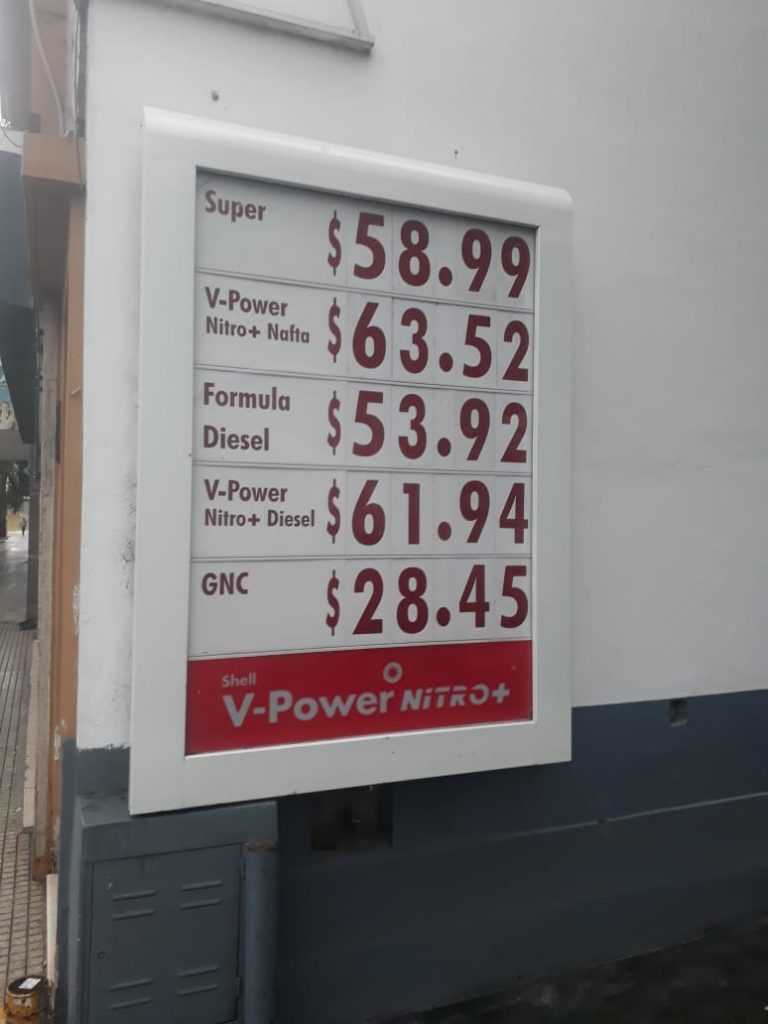 Super $58.99
V-Power
Nitro+ Nafta $63.52
Formula
Diesel $53.92
V-Power
Nitro+ Diesel $61.94
GNC $28.45
Shell
V-Power NiTRO+